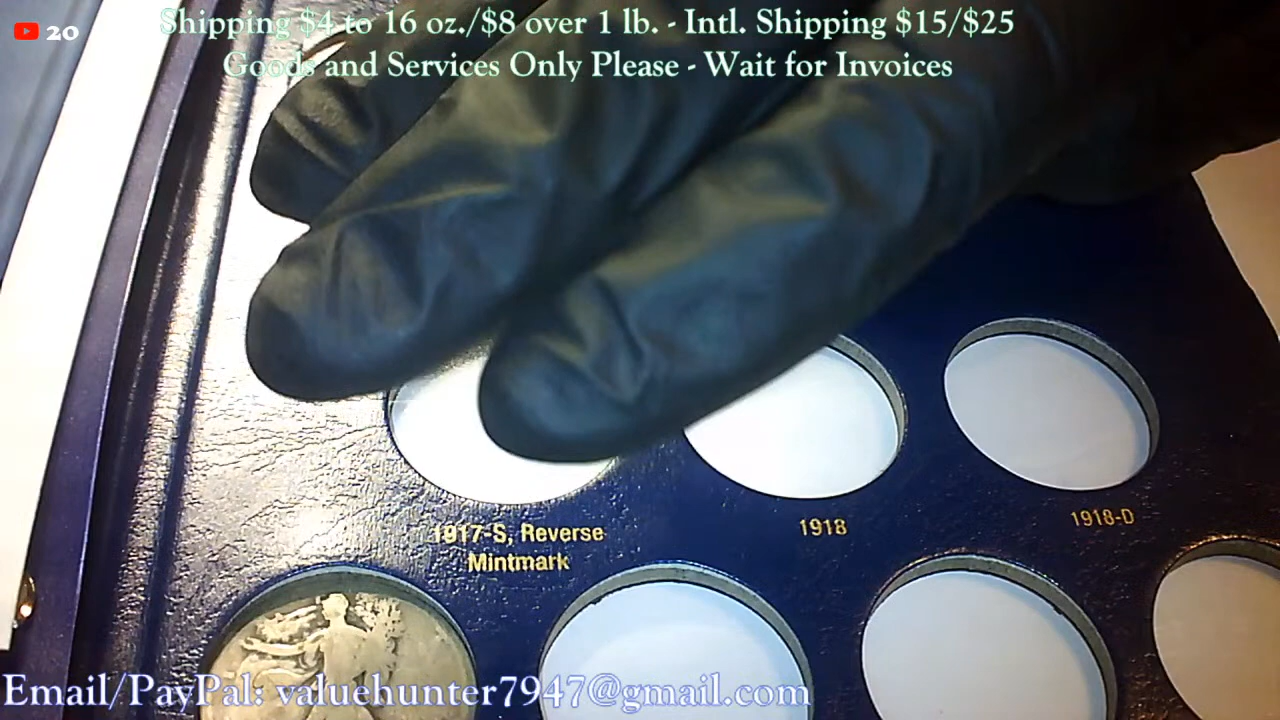 20
Shipping $4 to 16 oz./$8 over 1 lb. - Intl. Shipping $15/$25
Goods and Services Only Please - Wait for Invoices
1917-S, Reverse
Mintmark
1918
1918-D
Email/PayPal: valuehunter7947@gmail.com